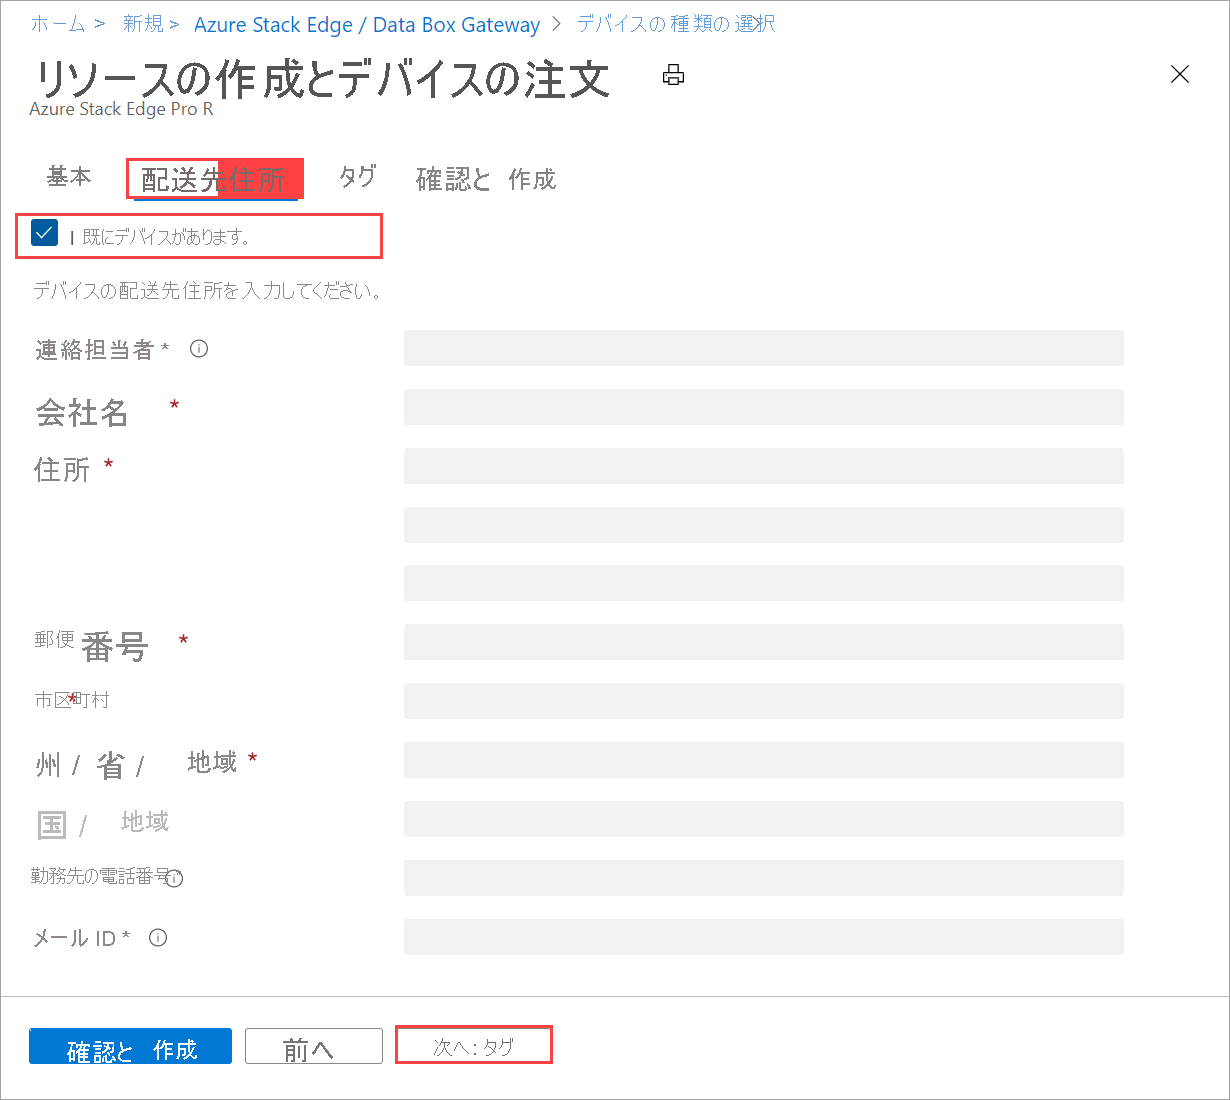 ホーム > 新規 > Azure Stack Edge / Data Box Gateway > デバイスの種類の選択
リソースの作成とデバイスの注文
Azure Stack Edge Pro R
基本 配送先住所 タグ 確認と 作成
I 既にデバイスがあります。
デバイスの配送先住所を入力してください。
連絡担当者 *
会社名 *
住所 *
郵便番号 *
市区町村 *
州 / 省 / 地域 *
国 / 地域
勤務先の電話番号 *
メール ID *
確認と 作成 前へ 次へ: タグ